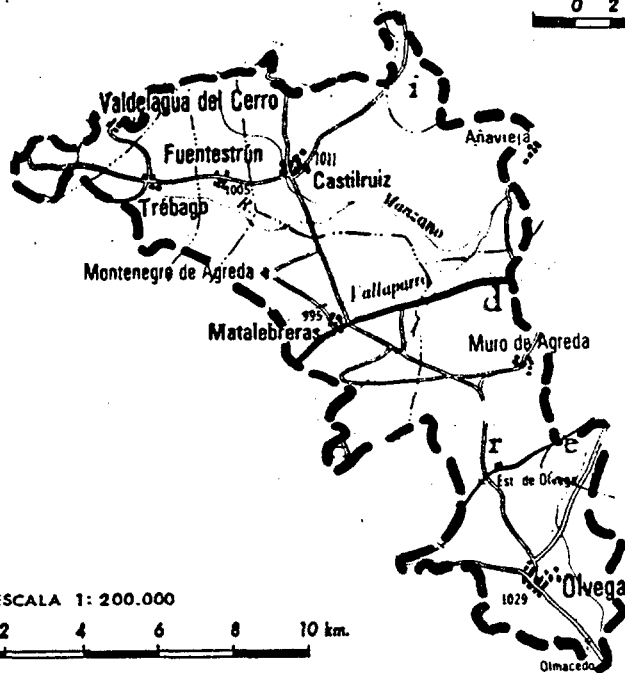 0 2
i
Valdelagua del Cerro
Añavieja
Fuentestrún
1011
Castilruiz
1005
Trébago
R.
Manzano
Montenegro de Agreda
Vallaparro
d
995
Matalebreras
Muro de Agreda
r
e
Est. de Olvega
ESCALA 1: 200.000
Olvega
1029
2 4 6 8 10 km.
Olmacedo